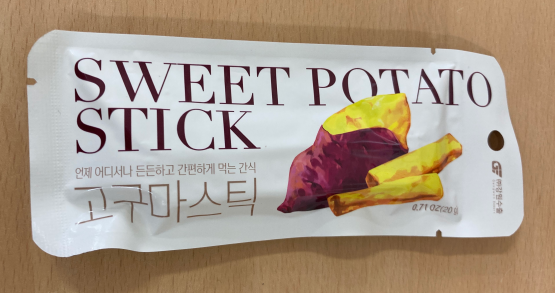 SWEET POTATO
STICK
언제 어디서나 든든하고 간편하게 먹는 간식
고구마스틱
0.71 OZ(20 g)